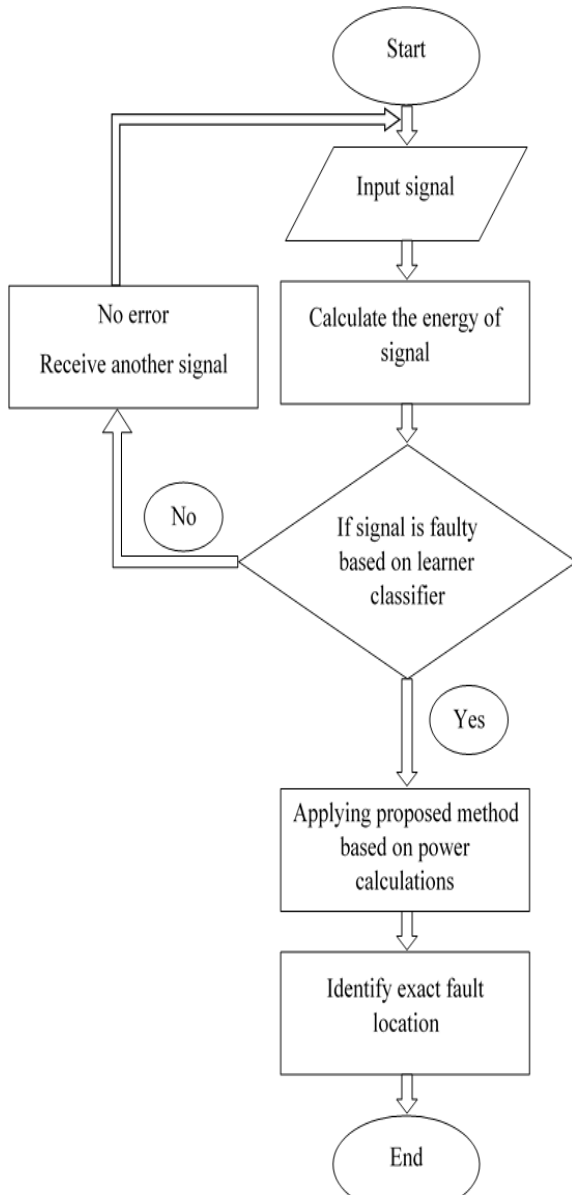 Start
Input signal
Calculate the energy of
signal
No error
Receive another signal
No
If signal is faulty
based on learner
classifier
Yes
Applying proposed method
based on power
calculations
Identify exact fault
location
End